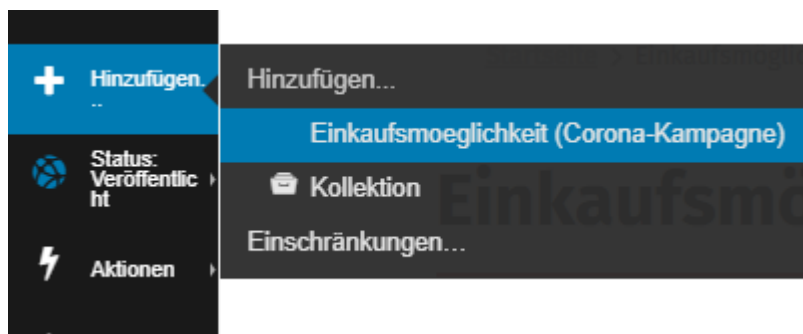 Hinzufügen.
..
Status:
Veröffentlic
ht
Aktionen
Hinzufügen...
Einkaufsmoeglichkeit (Corona-Kampagne)
Kollektion
Einschränkungen...